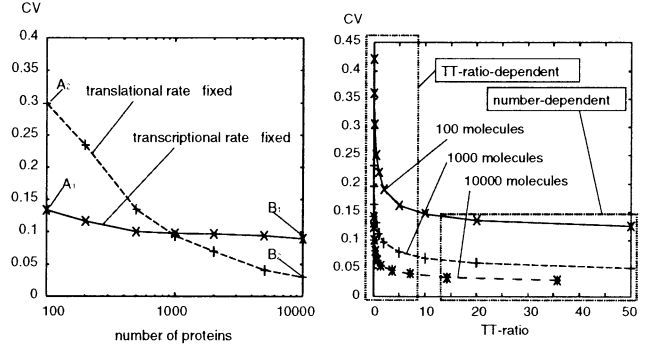 CV
0.4
0.35
0.3
0.25
0.2
0.15
0.1
0.05
0
A2
translational rate fixed
transcriptional rate fixed
A1
B1
B2
100
1000
10000
number of proteins
CV
0.45
0.4
0.35
0.3
0.25
0.2
0.15
0.1
0.05
0
TT-ratio-dependent
number-dependent
100 molecules
1000 molecules
10000 molecules
0
10
20
30
40
50
TT-ratio